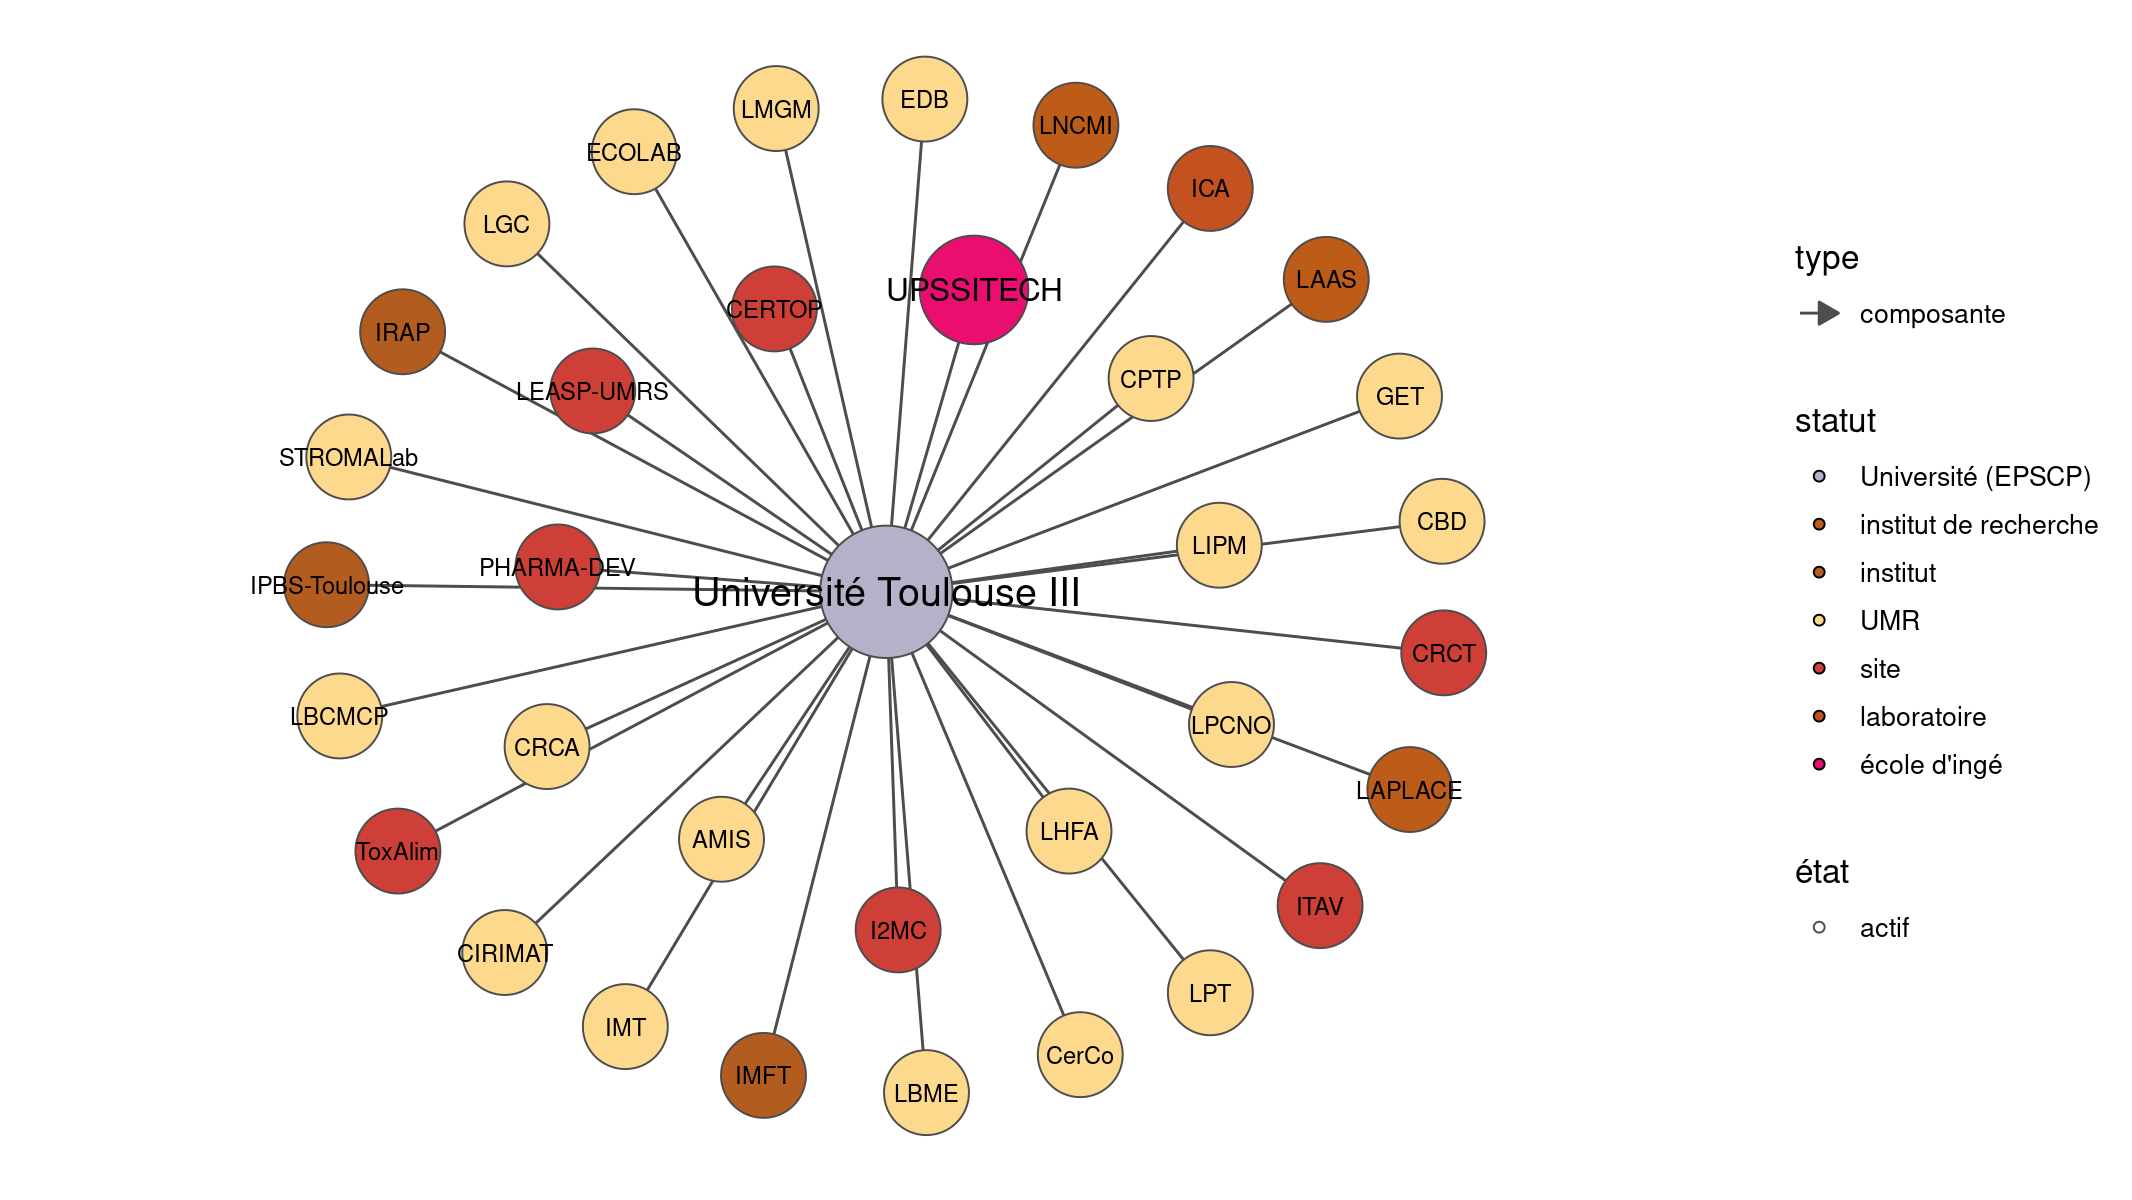 EDB
LMGM
LNCMI
ECOLAB
ICA
LGC
LAAS
UPSSITECH
CERTOP
IRAP
CPTP
LEASP-UMRS
GET
STROMALab
CBD
LIPM
PHARMA-DEV
IPBS-Toulouse
Université Toulouse III
CRCT
LBCMCP
LPCNO
CRCA
LAPLACE
LHFA
AMIS
ToxAlim
ITAV
I2MC
CIRIMAT
LPT
IMT
CerCo
IMFT
LBME
type
composante
statut
Université (EPSCP)
institut de recherche
institut
UMR
site
laboratoire
école d'ingé
état
actif